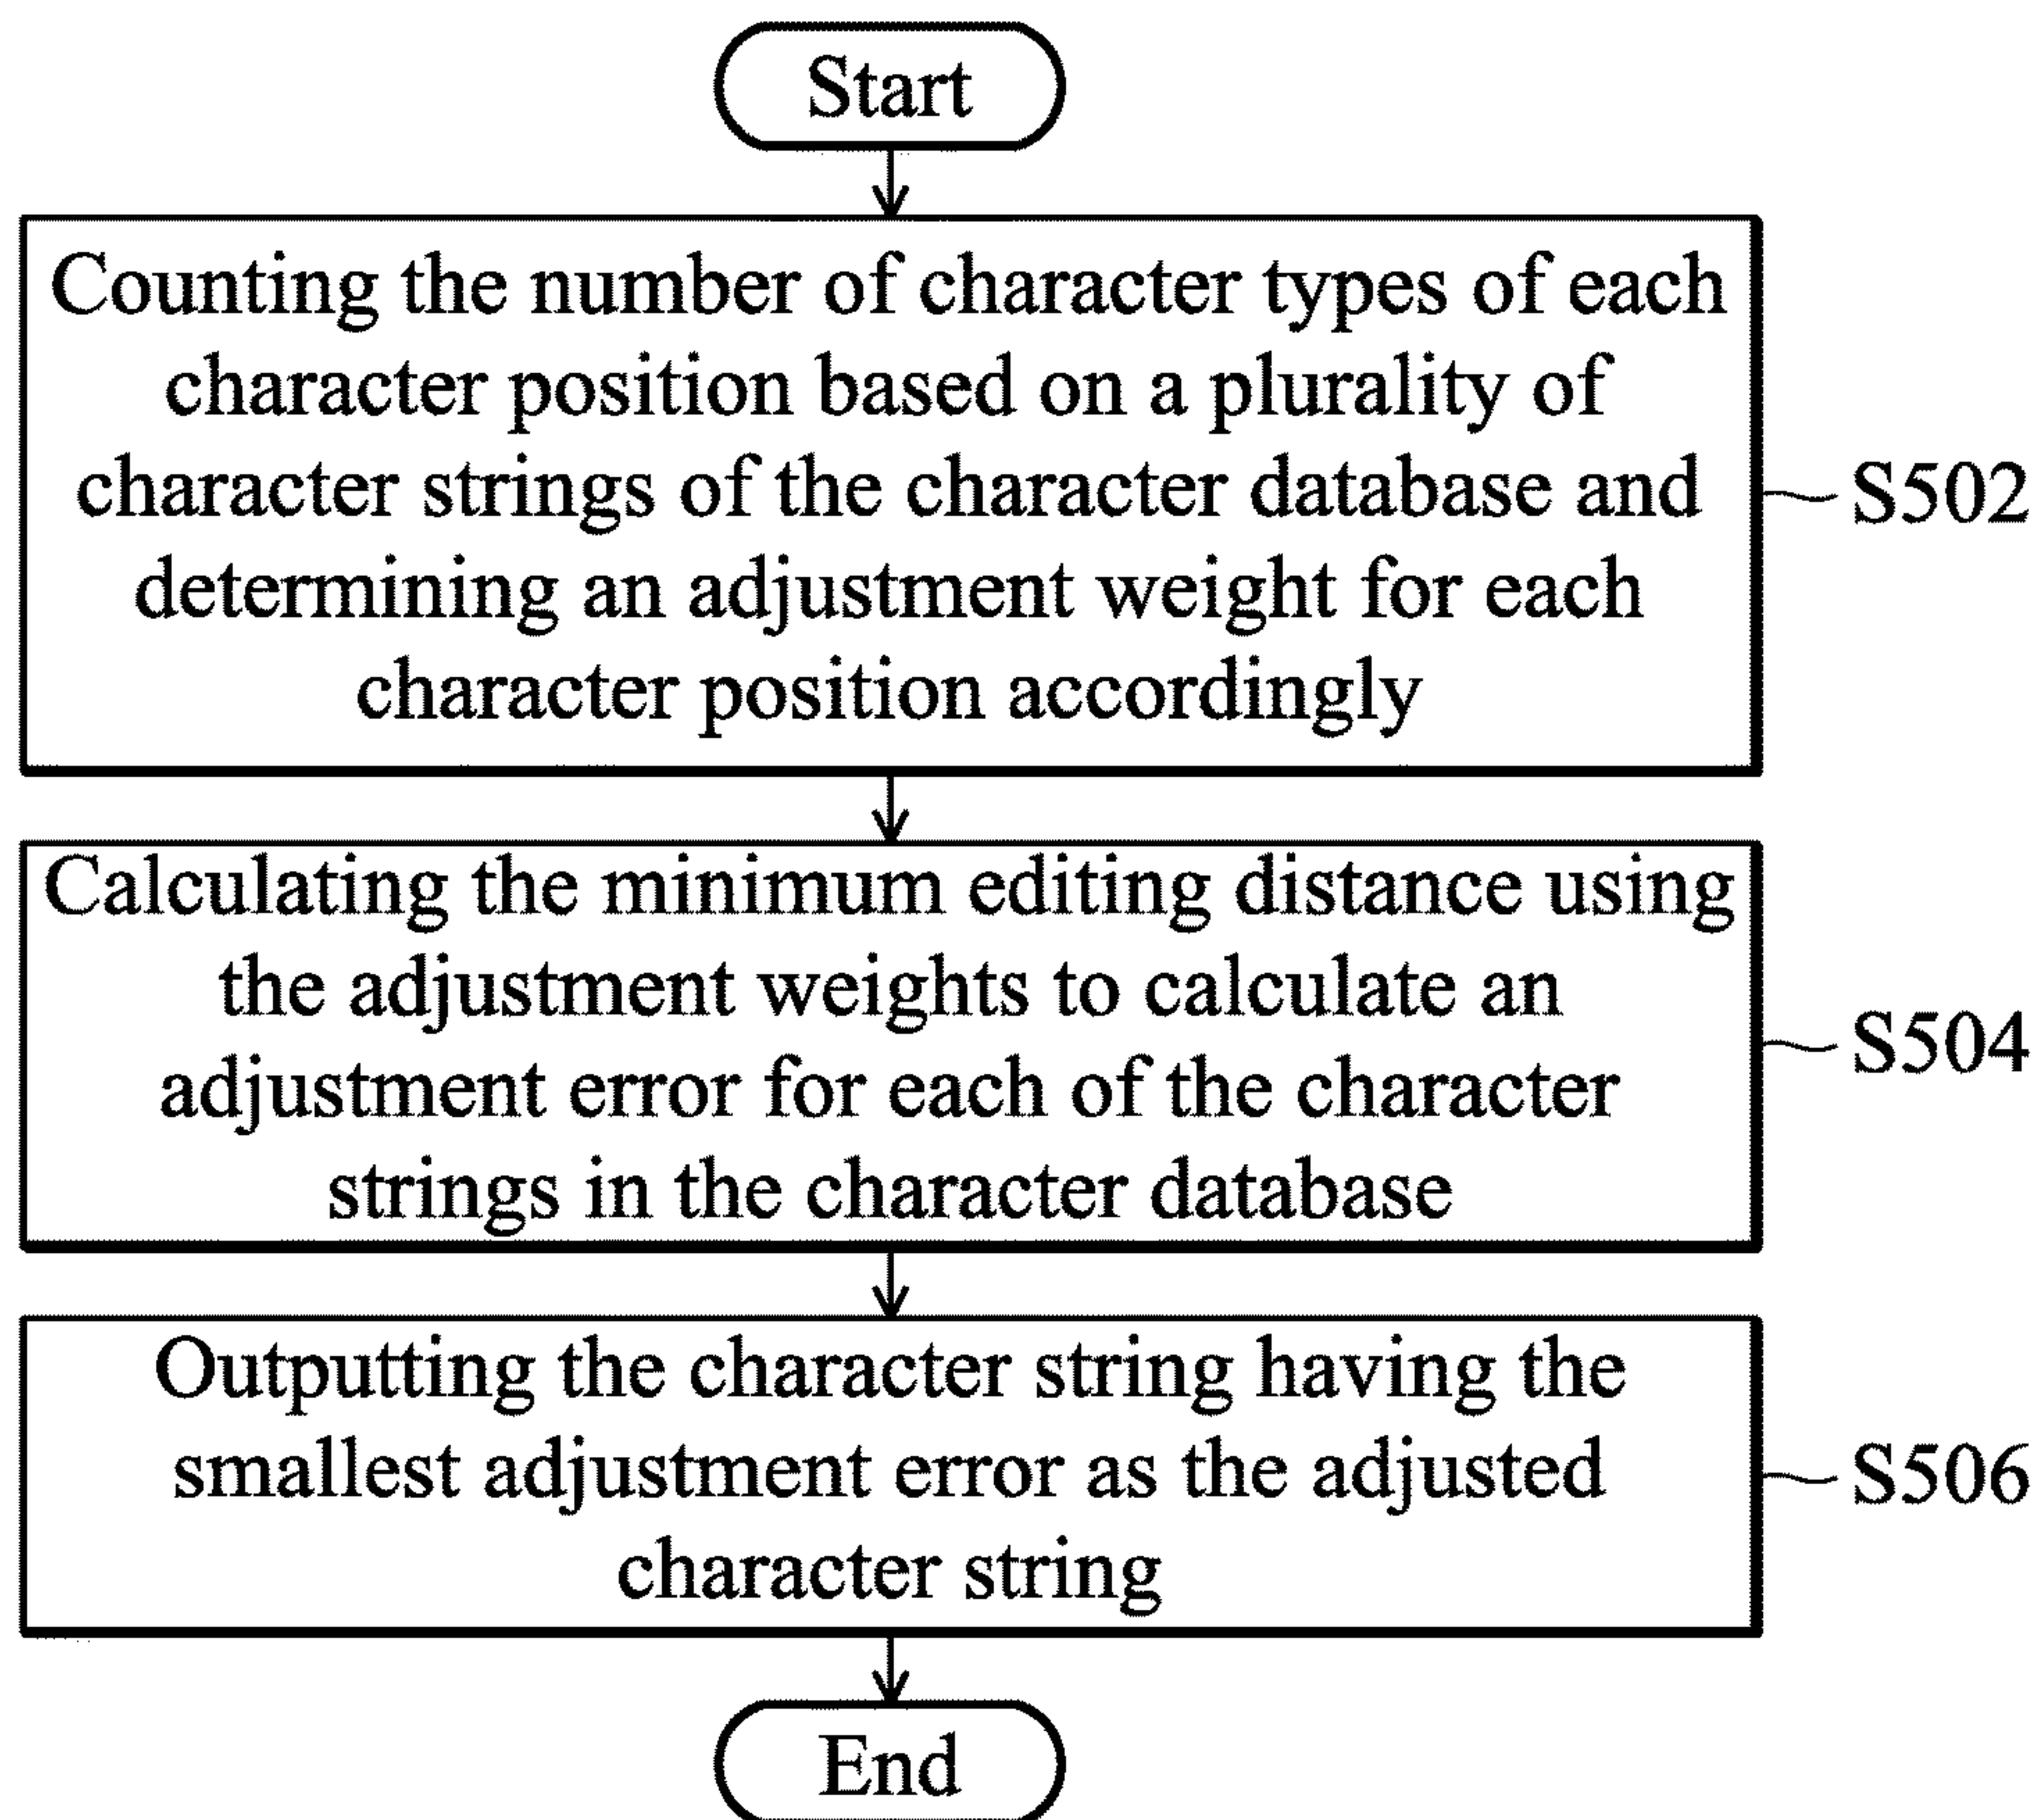 Start
Counting the number of character types of each
character position based on a plurality of
character strings of the character database and
determining an adjustment weight for each
character position accordingly
S502
Calculating the minimum editing distance using
the adjustment weights to calculate an
adjustment error for each of the character
strings in the character database
S504
Outputting the character string having the
smallest adjustment error as the adjusted
character string
S506
End